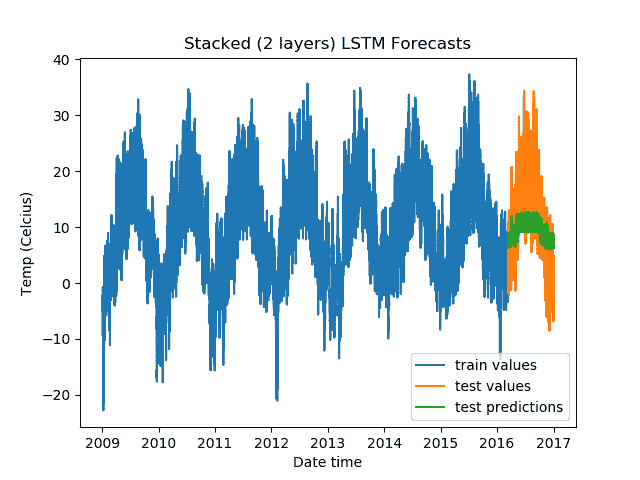 Stacked (2 layers) LSTM Forecasts
40
30
20
10
0
−10
−20
Temp (Celcius)
train values
test values
test predictions
2009 2010 2011 2012 2013 2014 2015 2016 2017
Date time